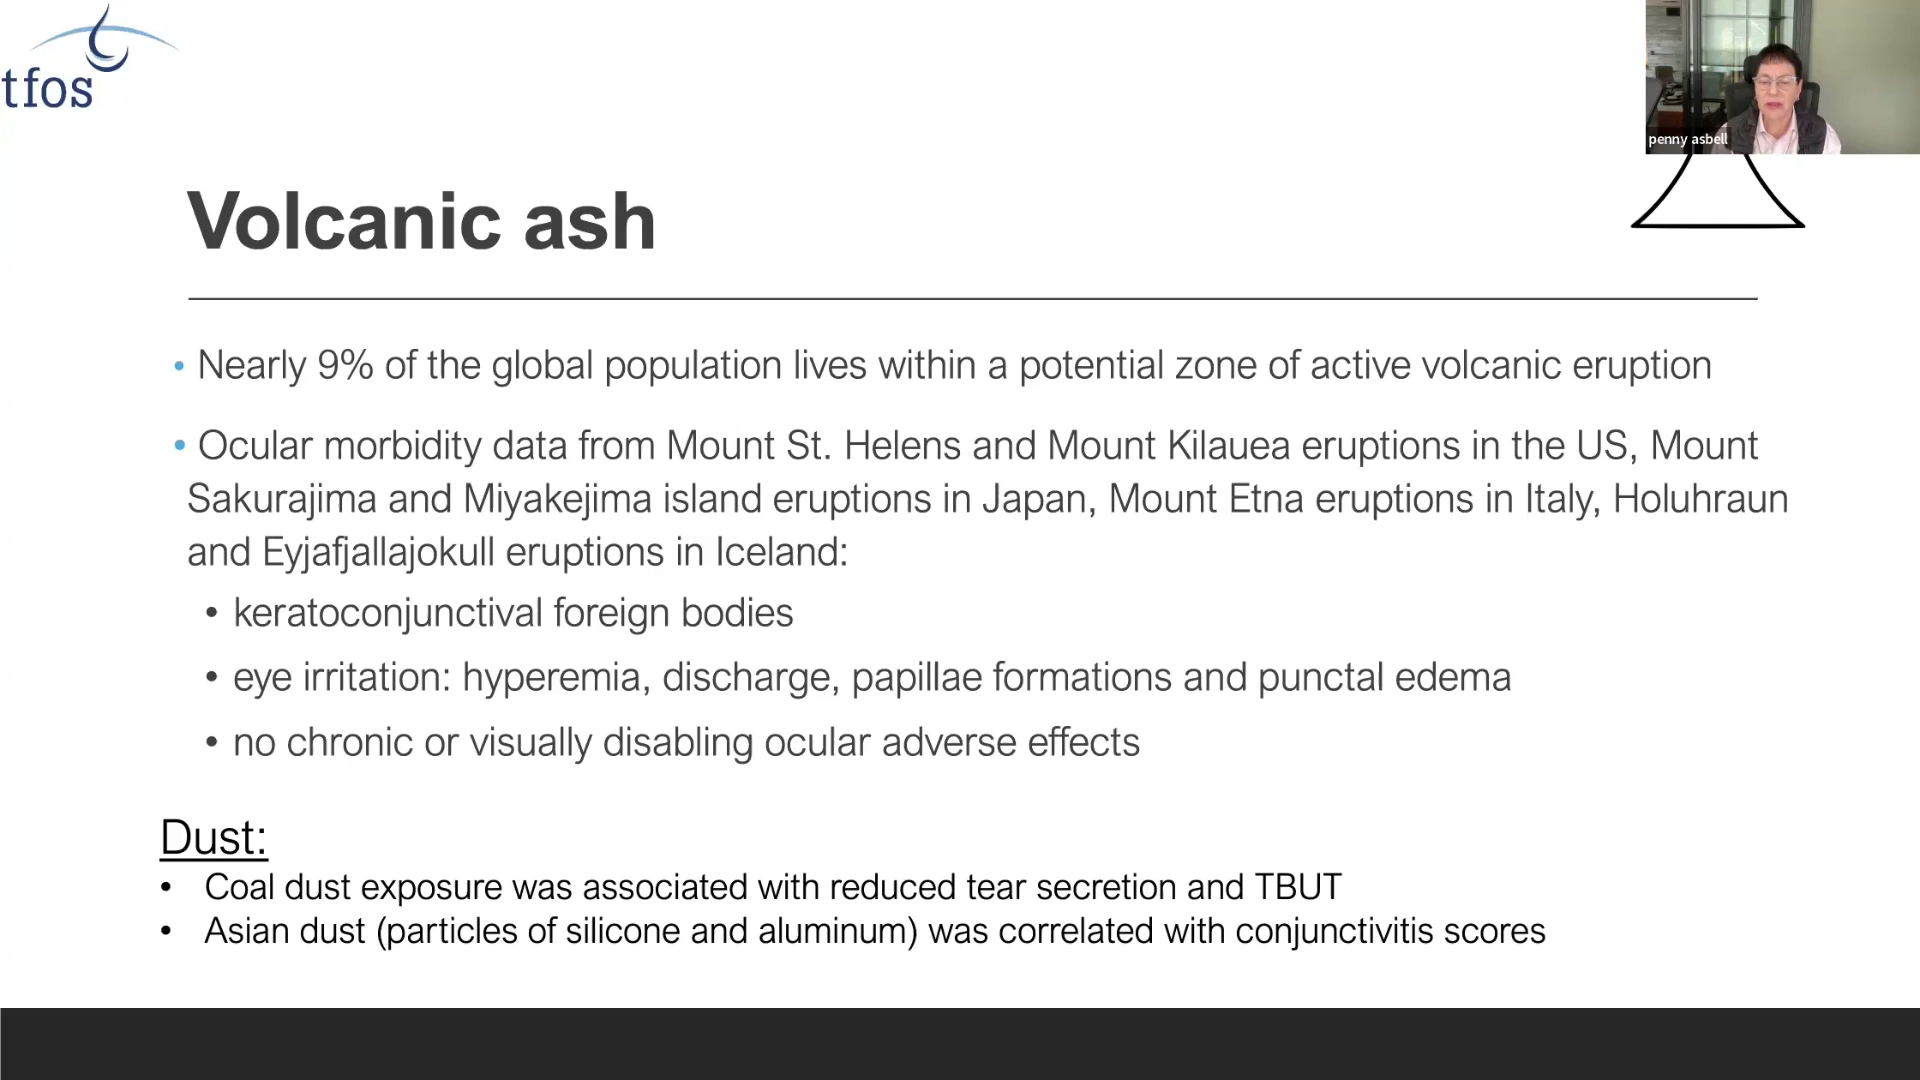 tfos
penny asbell
Volcanic ash
• Nearly 9% of the global population lives within a potential zone of active volcanic eruption
• Ocular morbidity data from Mount St. Helens and Mount Kilauea eruptions in the US, Mount
Sakurajima and Miyakejima island eruptions in Japan, Mount Etna eruptions in Italy, Holuhraun
and Eyjafjallajokull eruptions in Iceland:
• keratoconjunctival foreign bodies
• eye irritation: hyperemia, discharge, papillae formations and punctal edema
• no chronic or visually disabling ocular adverse effects
Dust:
• Coal dust exposure was associated with reduced tear secretion and TBUT
• Asian dust (particles of silicone and aluminum) was correlated with conjunctivitis scores